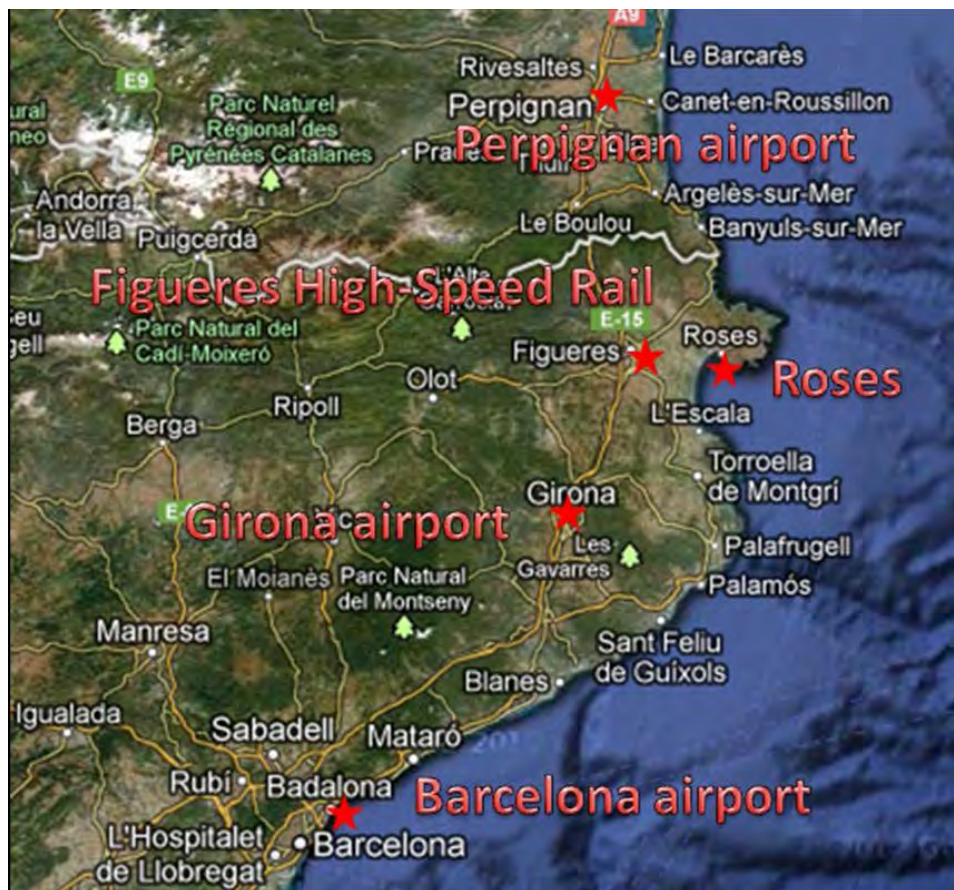 A9
Le Barcarès
Rivesaltes
E9
Perpignan
Canet-en-Roussillon
Parc Naturel
Régional des
Pyrénées Catalanes
Perpignan airport
Andorra
la Vella
Argelès-sur-Mer
Le Boulou
Banyuls-sur-Mer
Puigcerdà
Figueres High-Speed Rail
Parc Natural del
Cadí-Moixeró
E-15
Roses
Figueres
Roses
Olot
Ripoll
L'Escala
Berga
Torroella
de Montgrí
Girona
Girona airport
Les
Gavarres
Palafrugell
El Moianès
Parc Natural
del Montseny
Palamós
Manresa
Sant Feliu
de Guíxols
Blanes
Igualada
Sabadell
Mataró
Rubí
Badalona
Barcelona airport
L'Hospitalet
de Llobregat
Barcelona